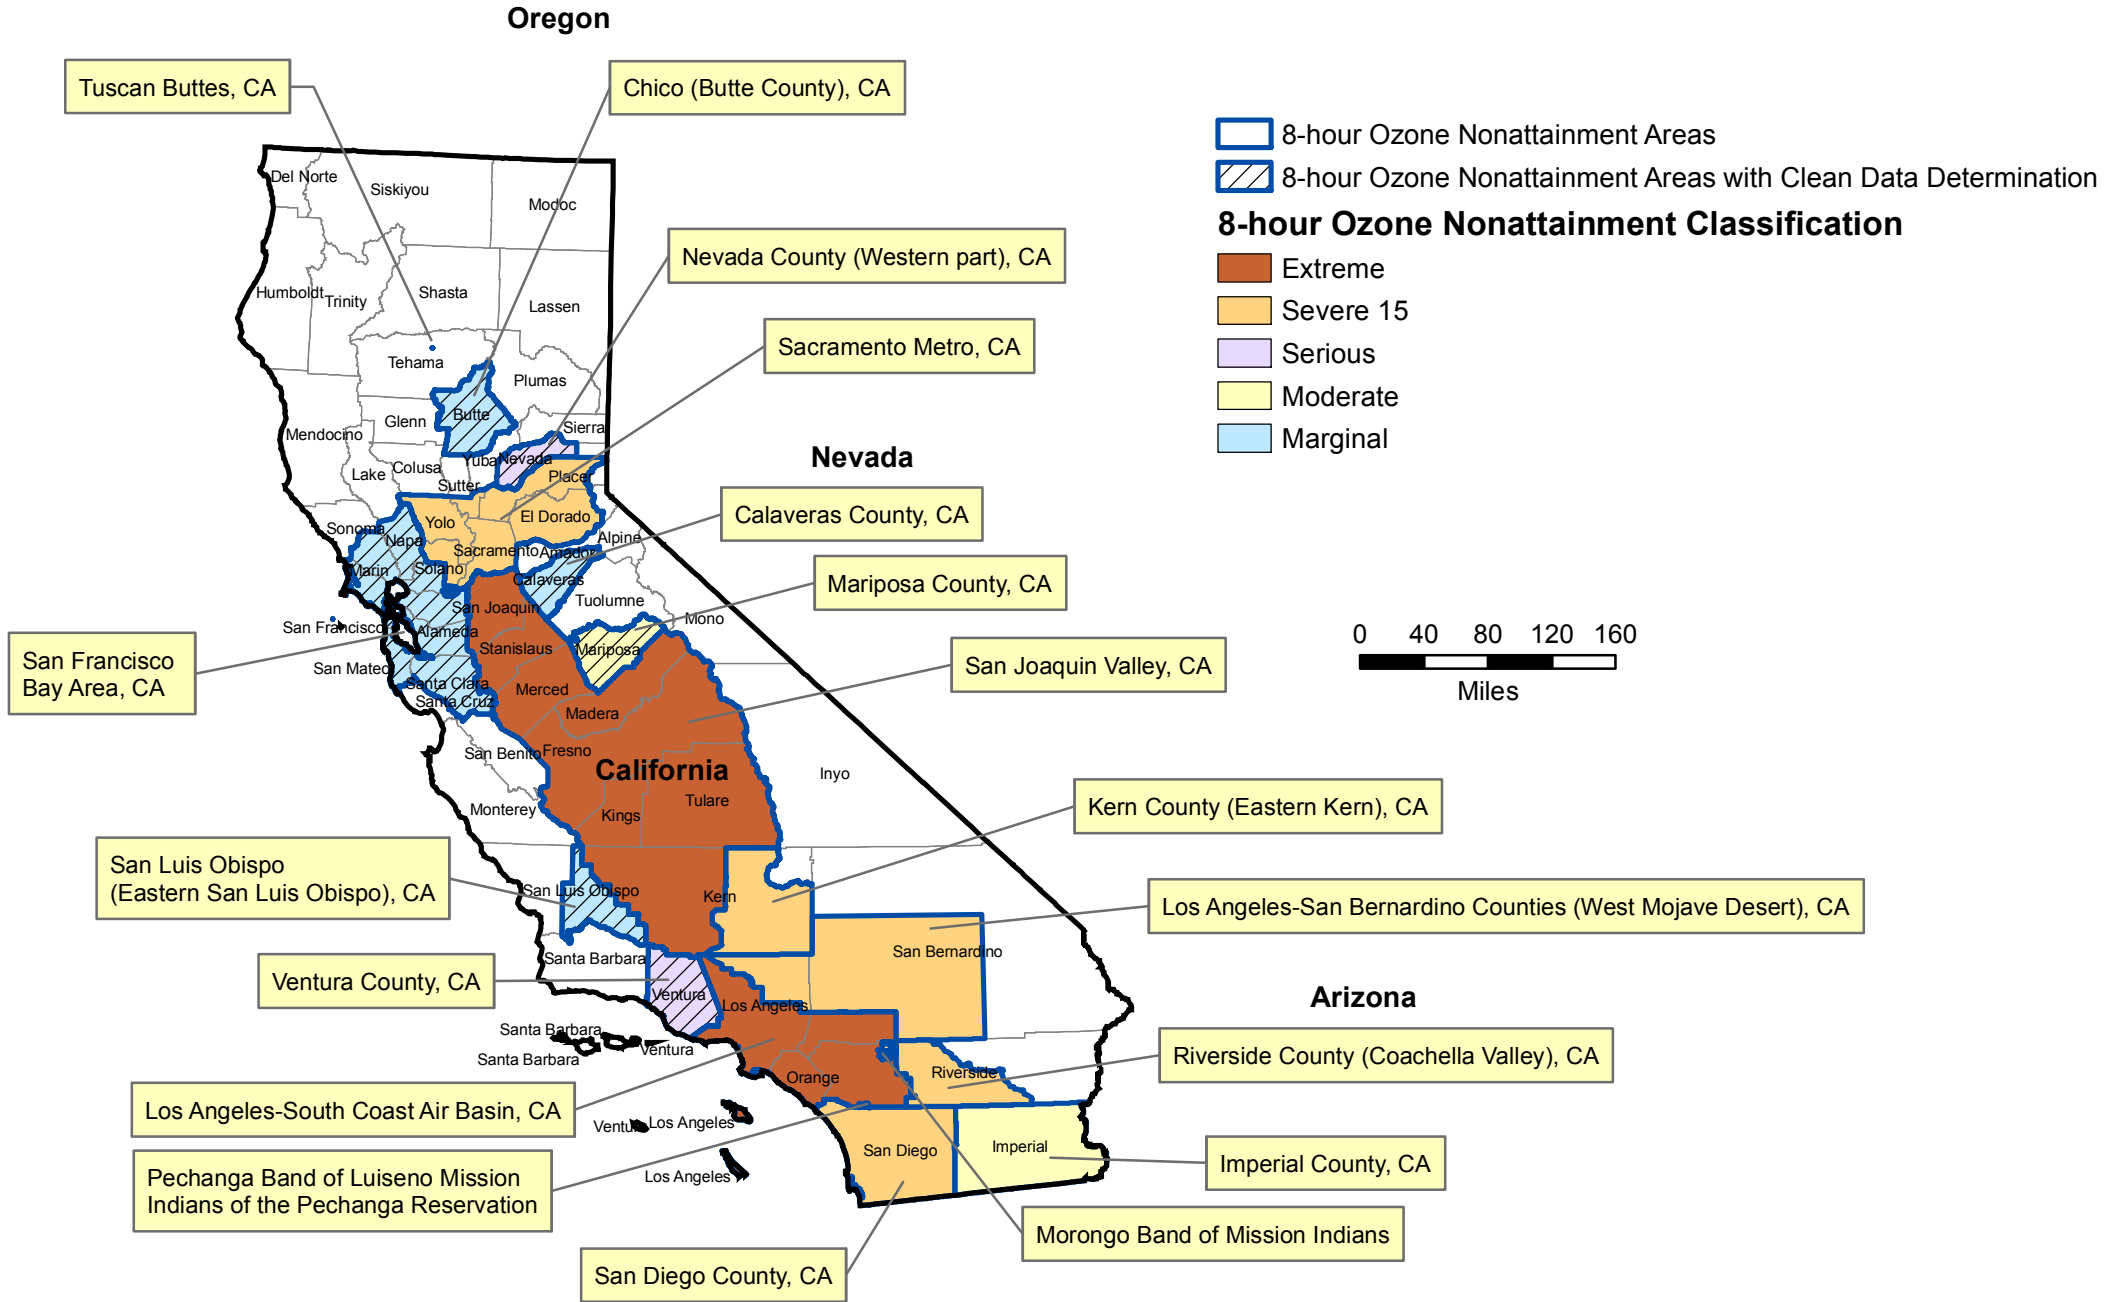 Oregon
Tuscan Buttes, CA
Chico (Butte County), CA
8-hour Ozone Nonattainment Areas
8-hour Ozone Nonattainment Areas with Clean Data Determination
8-hour Ozone Nonattainment Classification
Extreme
Severe 15
Serious
Moderate
Marginal
Del Norte
Siskiyou
Modoc
Nevada County (Western part), CA
Humboldt
Trinity
Shasta
Lassen
Sacramento Metro, CA
Tehama
Plumas
Butte
Glenn
Sierra
Mendocino
Nevada
Lake
Colusa
Yuba
Nevada
Sutter
Placer
Calaveras County, CA
Sonoma
Napa
Yolo
El Dorado
Alpine
Sacramento
Amador
Marin
Solano
Calaveras
Mariposa County, CA
San Joaquin
Tuolumne
Mono
San Francisco
Alameda
0 40 80 120 160
Miles
San Francisco
Bay Area, CA
Stanislaus
Mariposa
San Joaquin Valley, CA
San Mateo
Santa Clara
Santa Cruz
Merced
Madera
San Benito
Fresno
California
Inyo
Monterey
Kings
Tulare
Kern County (Eastern Kern), CA
San Luis Obispo
(Eastern San Luis Obispo), CA
San Luis Obispo
Kern
Los Angeles-San Bernardino Counties (West Mojave Desert), CA
Santa Barbara
San Bernardino
Ventura County, CA
Ventura
Los Angeles
Arizona
Santa Barbara
Santa Barbara
Ventura
Riverside County (Coachella Valley), CA
Orange
Riverside
Los Angeles-South Coast Air Basin, CA
Ventura
Los Angeles
Pechanga Band of Luiseno Mission
Indians of the Pechanga Reservation
Los Angeles
San Diego
Imperial
Imperial County, CA
Morongo Band of Mission Indians
San Diego County, CA